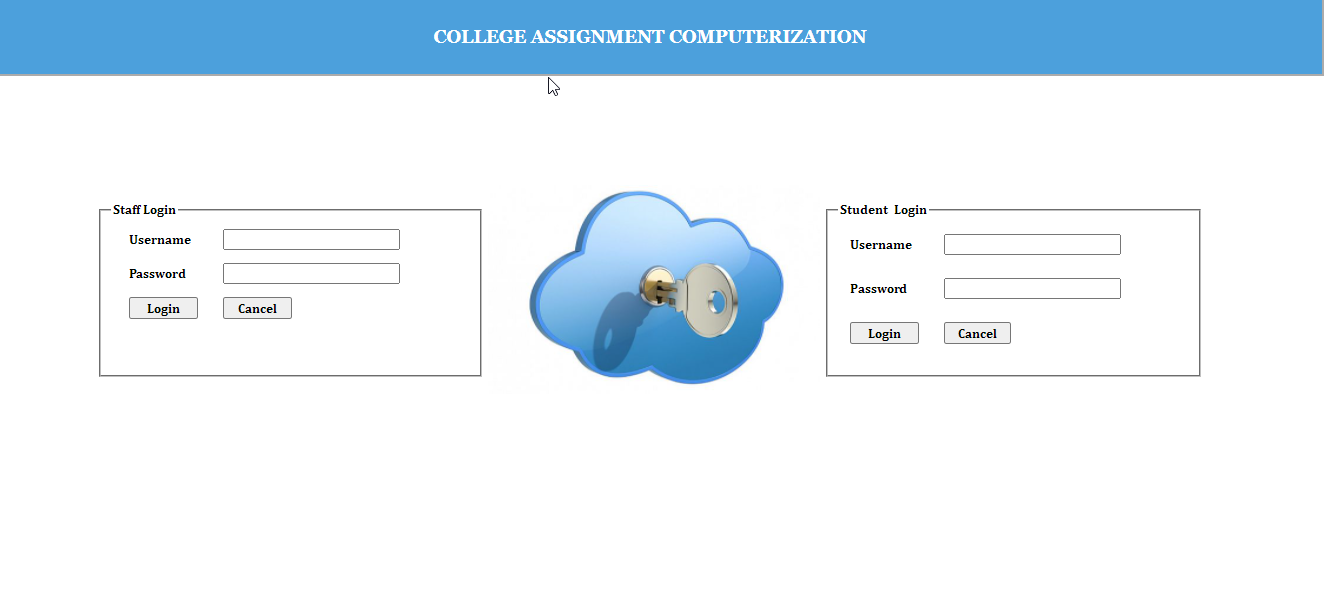 COLLEGE ASSIGNMENT COMPUTERIZATION
Staff Login
Username
Password
Login Cancel
Student Login
Username
Password
Login Cancel